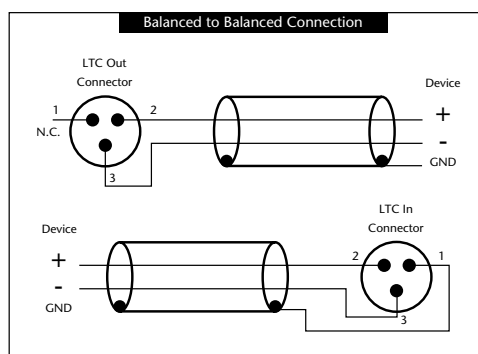 Balanced to Balanced Connection
LTC Out
Connector
Device
1
2
+
N.C.
-
GND
3
LTC In
Connector
Device
2
1
+
-
GND
3